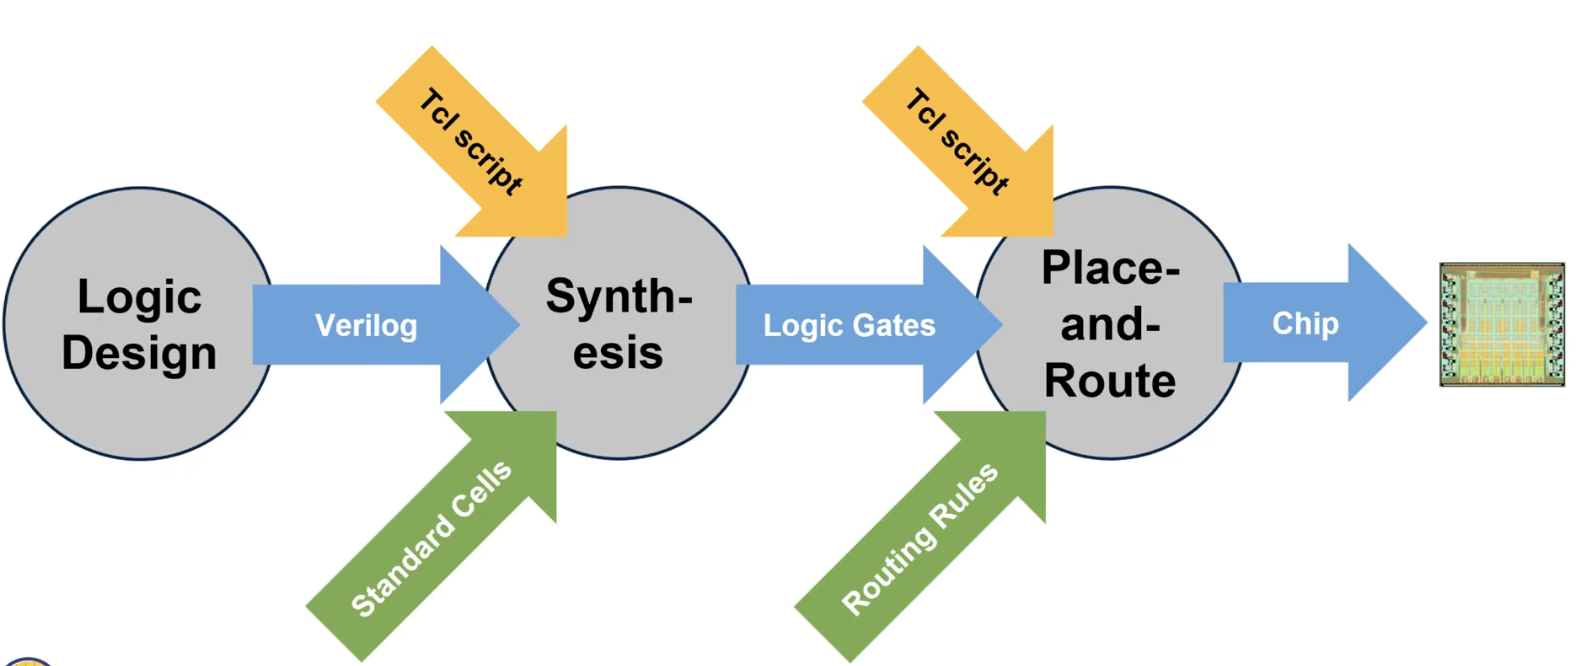 Tcl script
Tcl script
Logic
Design
Verilog
Synth-
esis
Logic Gates
Place-
and-
Route
Chip
Standard Cells
Routing Rules